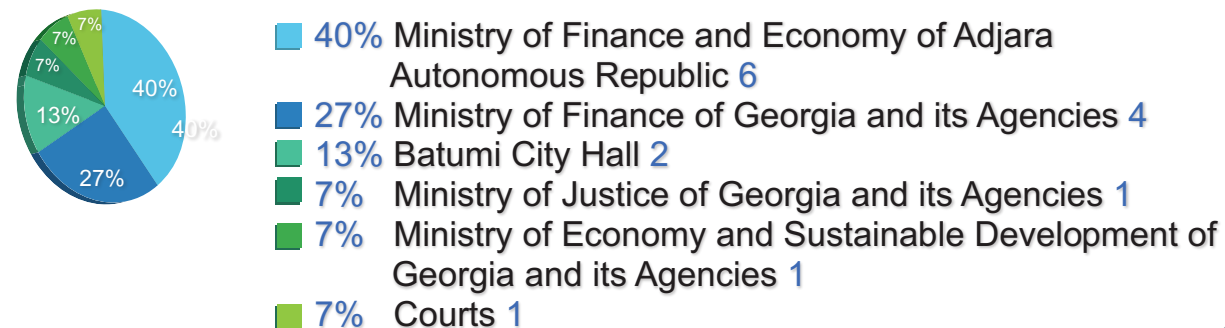 7%
7%
7%
40%
13%
40%
27%
40% Ministry of Finance and Economy of Adjara
Autonomous Republic 6
27% Ministry of Finance of Georgia and its Agencies 4
13% Batumi City Hall 2
7% Ministry of Justice of Georgia and its Agencies 1
7% Ministry of Economy and Sustainable Development of
Georgia and its Agencies 1
7% Courts 1